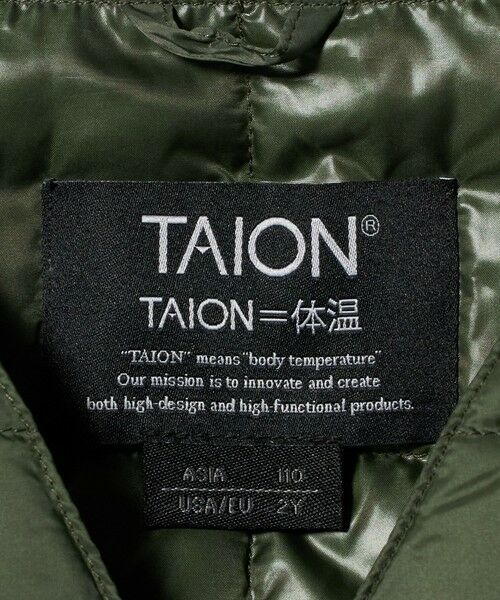 TAION®
TAION=体温
"TAION" means "body temperature"
Our mission is to innovate and create
both high-design and high-functional products.
ASIA 110
USA/EU 2Y